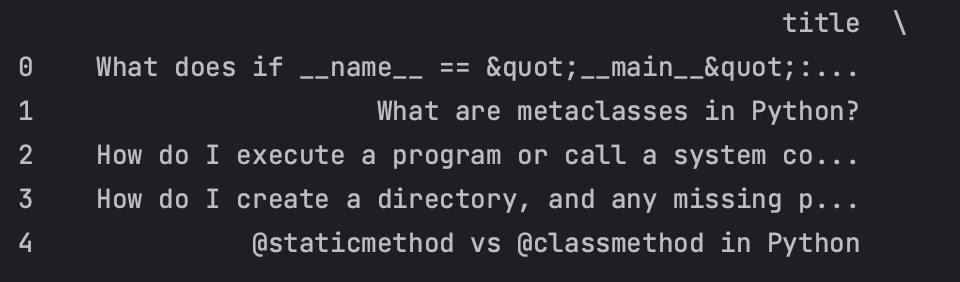 title \
0 What does if __name__ == &quot;__main__&quot;:...
1 What are metaclasses in Python?
2 How do I execute a program or call a system co...
3 How do I create a directory, and any missing p...
4 @staticmethod vs @classmethod in Python